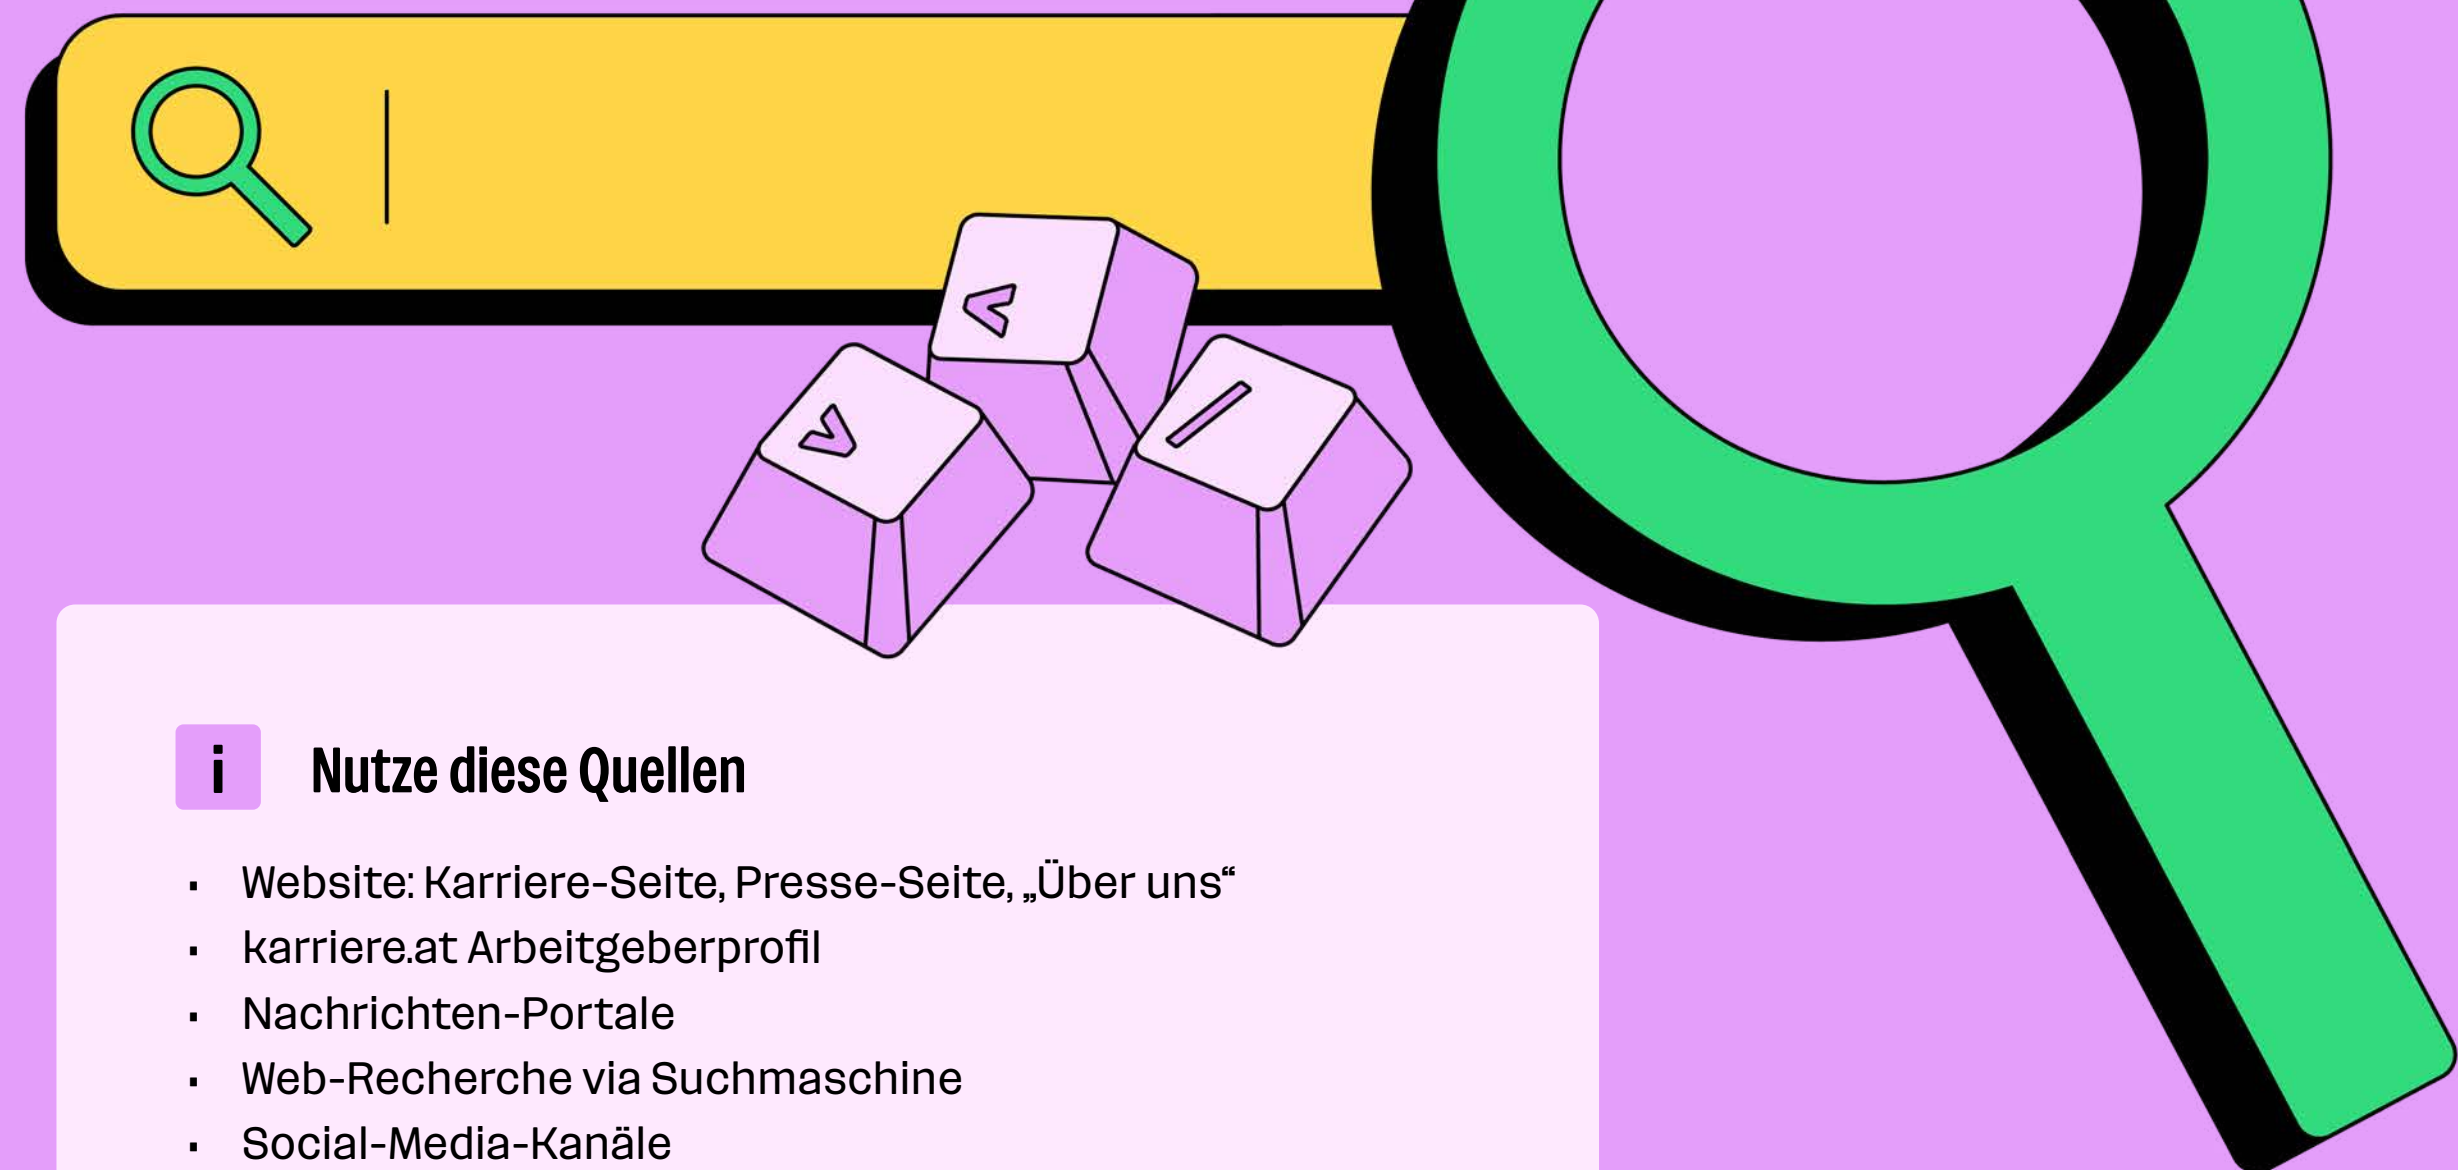 <
>
/
i Nutze diese Quellen
· Website: Karriere-Seite, Presse-Seite, „Über uns“
· karriere.at Arbeitgeberprofil
· Nachrichten-Portale
· Web-Recherche via Suchmaschine
· Social-Media-Kanäle